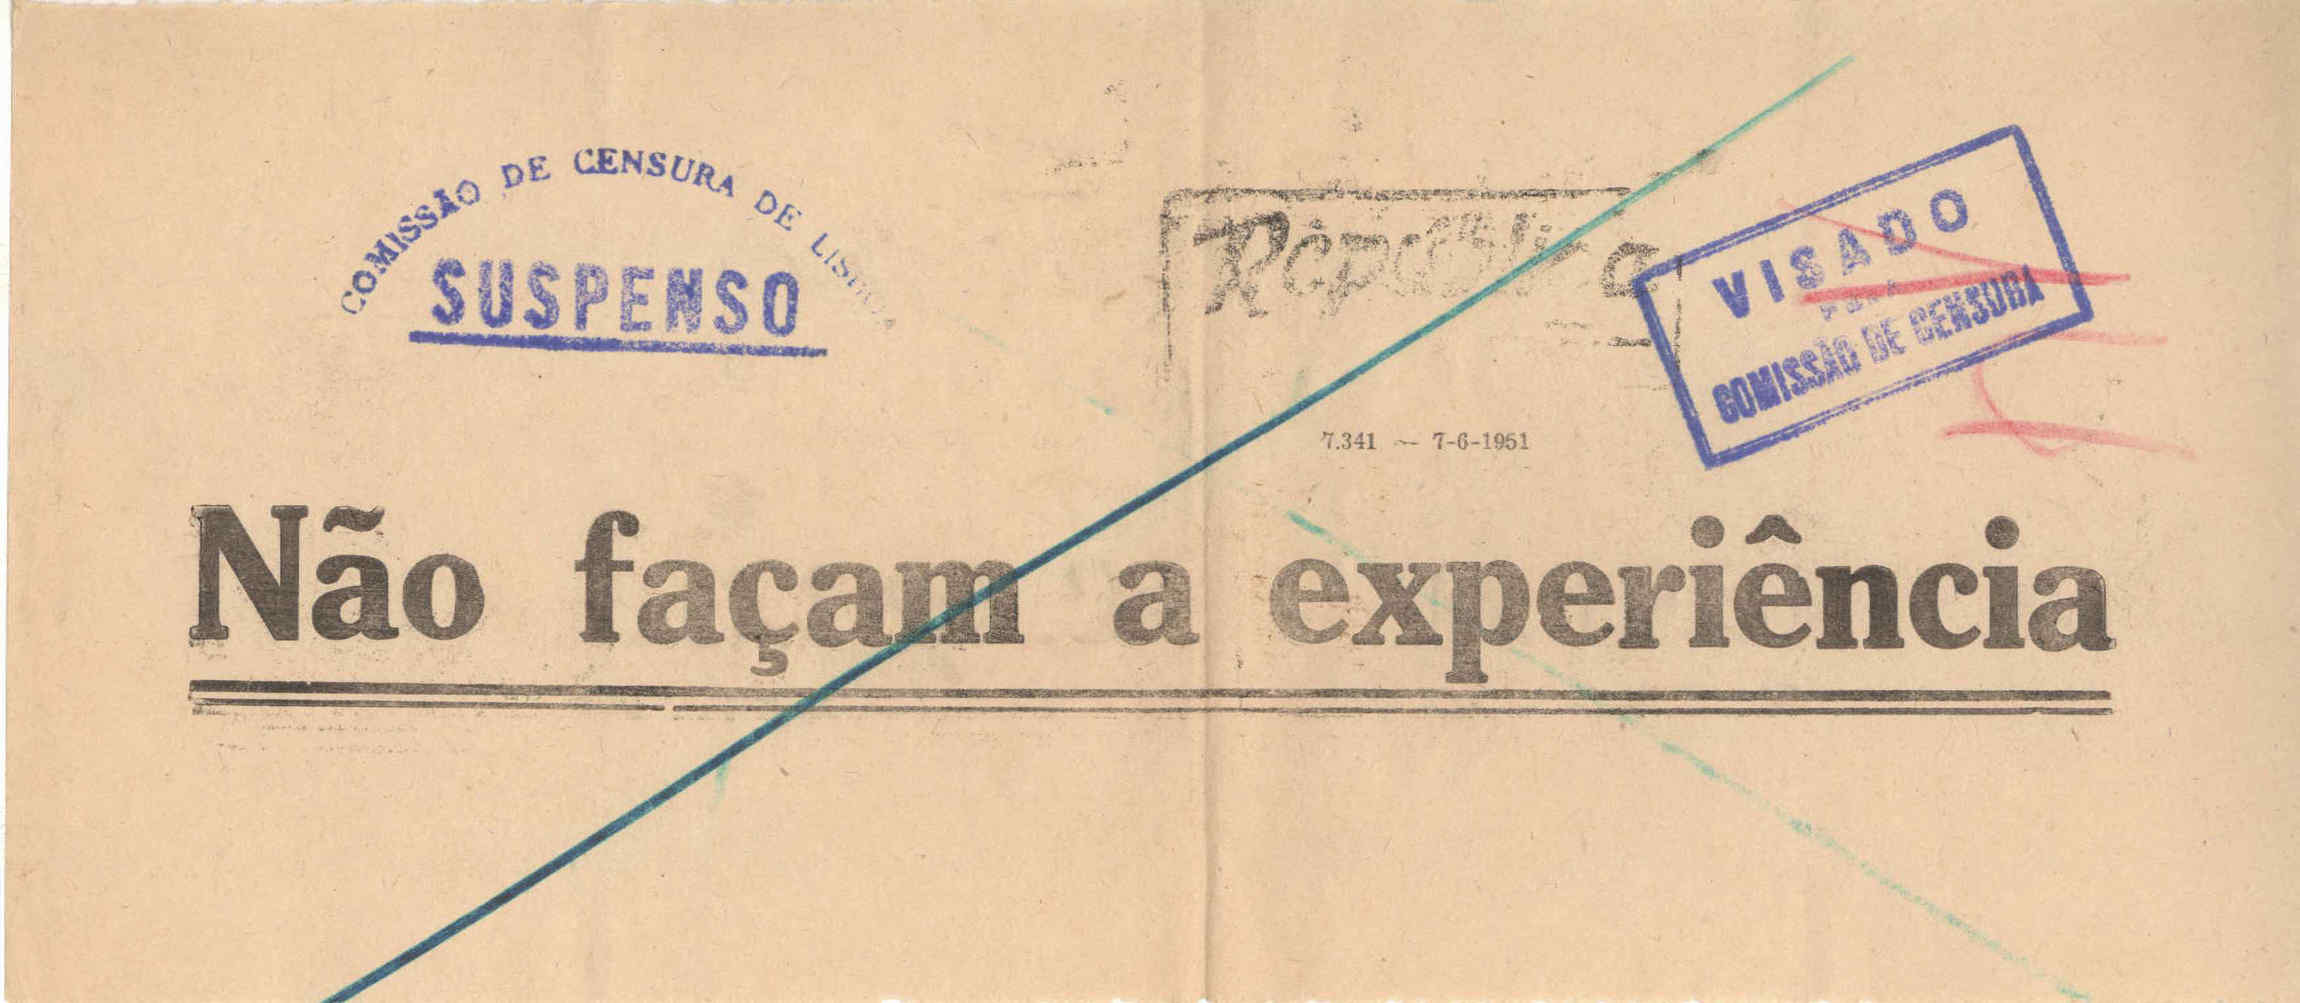 COMISSÃO DE CENSURA DE LISBOA
SUSPENSO
República
VISADO
PELA
COMISSÃO DE CENSURA
7.341 — 7-6-1951
Não façam a experiência